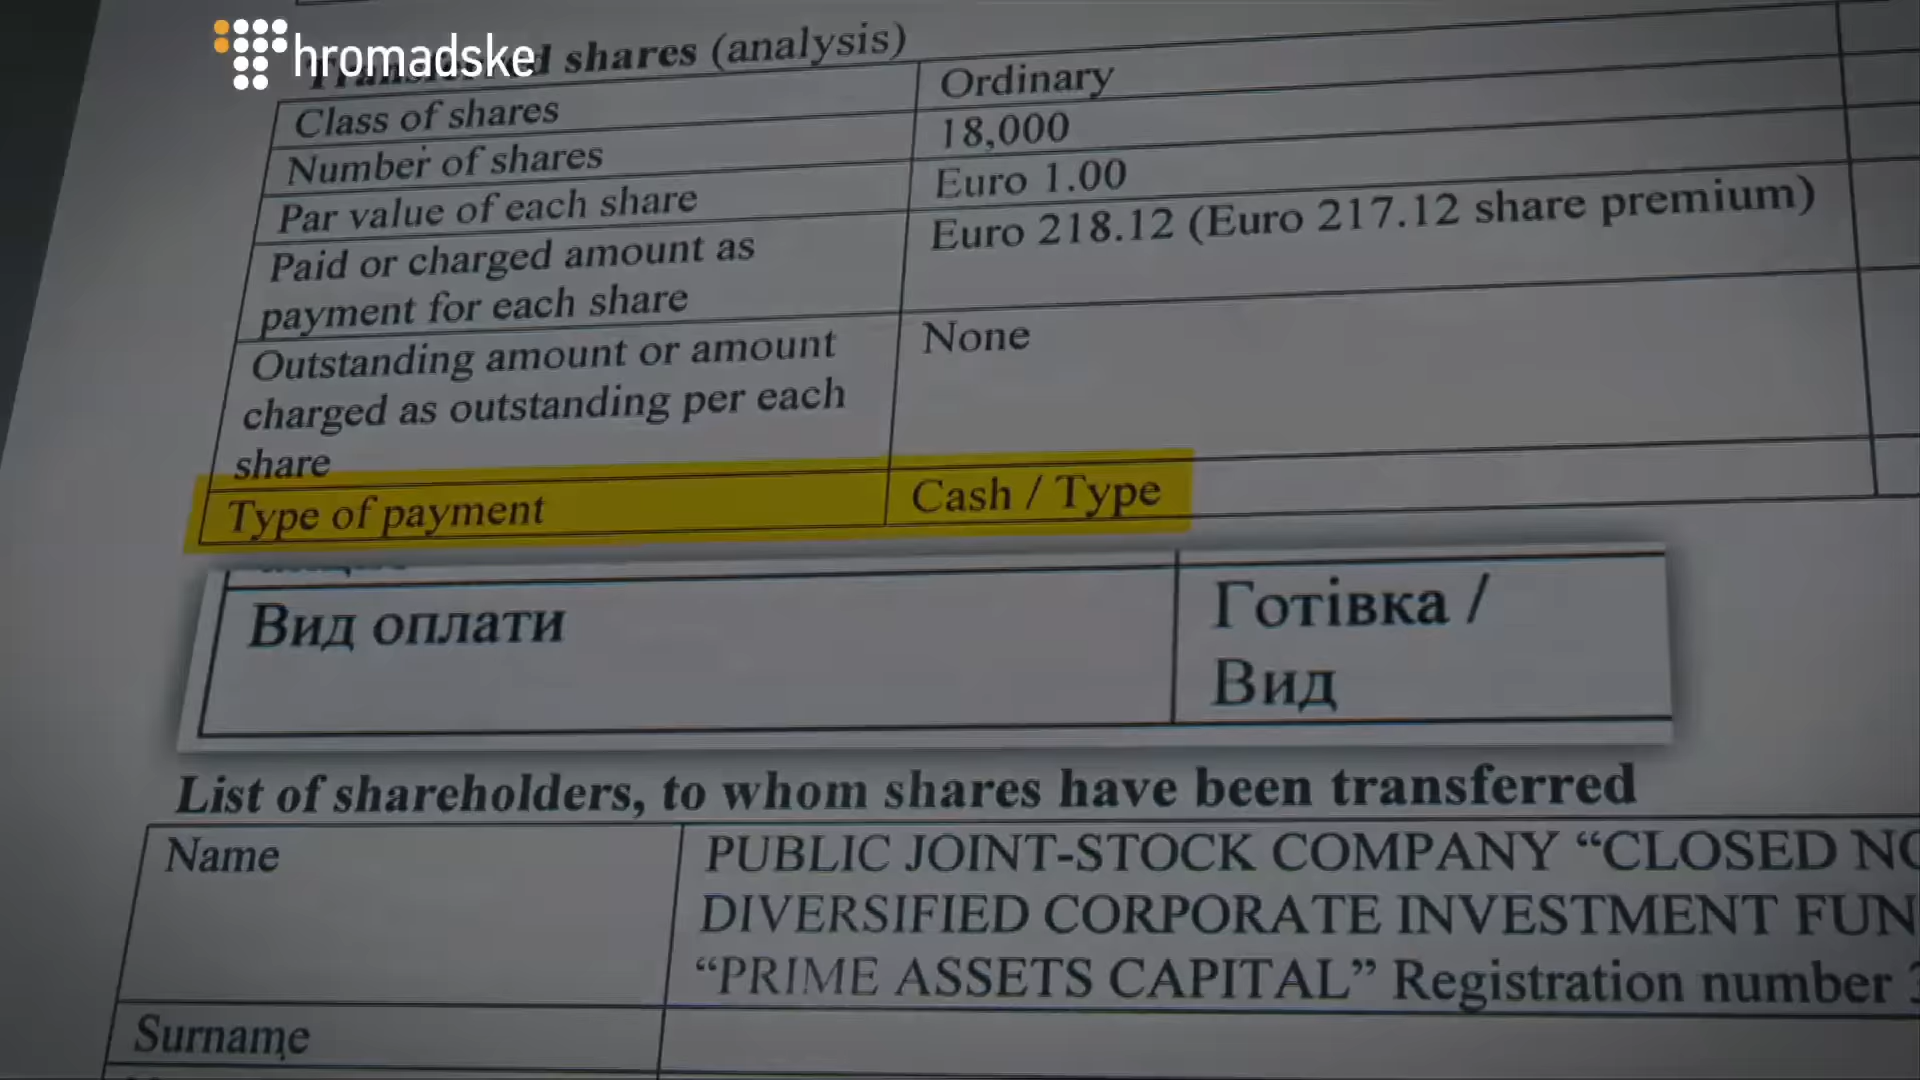 hromadske
shares (analysis)
Class of shares
Ordinary
Number of shares
18,000
Par value of each share
Euro 1.00
Paid or charged amount as
payment for each share
Euro 218.12 (Euro 217.12 share premium)
Outstanding amount or amount
charged as outstanding per each
share
None
Type of payment
Cash / Type
Вид оплати
Готівка /
Вид
List of shareholders, to whom shares have been transferred
Name
PUBLIC JOINT-STOCK COMPANY “CLOSED
DIVERSIFIED CORPORATE INVESTMENT
“PRIME ASSETS CAPITAL” Registration number
Surname